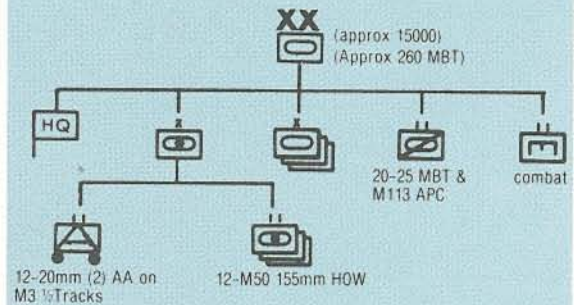 XX
(approx 15000)
(Approx 260 MBT)
HQ
x
x
20-25 MBT &
M113 APC
combat
12-20mm (2) AA on
M3 ½Tracks
12-M50 155mm HOW